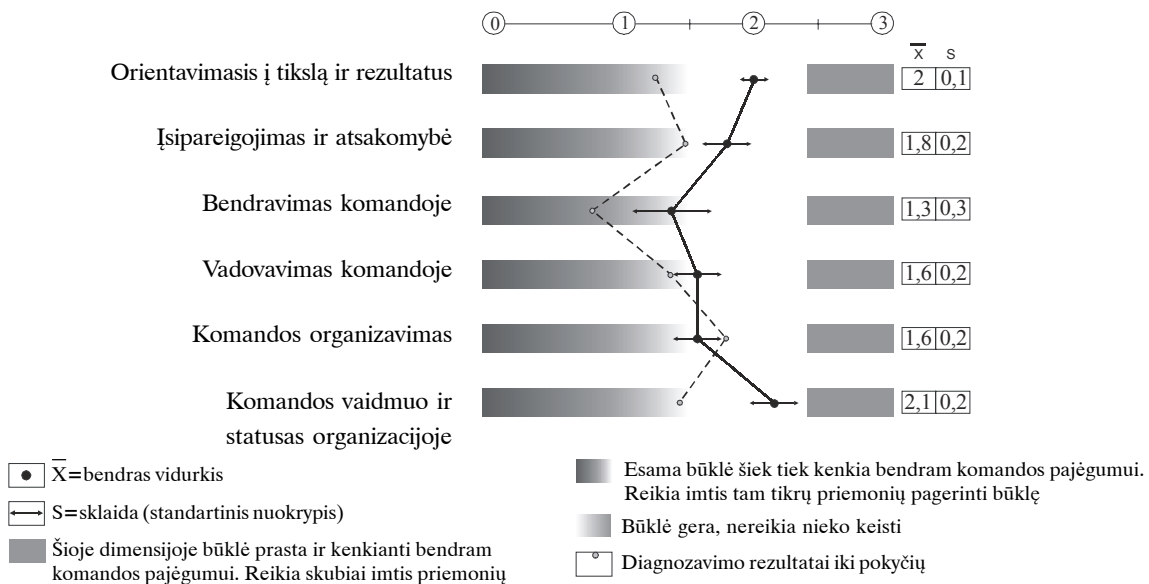 0 1 2 3
X S
Orientavimasis į tikslą ir rezultatus
2 0,1
Įsipareigojimas ir atsakomybė
1,8 0,2
Bendravimas komandoje
1,3 0,3
Vadovavimas komandoje
1,6 0,2
Komandos organizavimas
1,6 0,2
Komandos vaidmuo ir
statusas organizacijoje
2,1 0,2
X̅=bendras vidurkis
S=sklaida (standartinis nuokrypis)
Šioje dimensijoje būklė prasta ir kenkianti bendram
komandos pajėgumui. Reikia skubiai imtis priemonių
Esama būklė šiek tiek kenkia bendram komandos pajėgumui.
Reikia imtis tam tikrų priemonių pagerinti būklę
Būklė gera, nereikia nieko keisti
Diagnozavimo rezultatai iki pokyčių